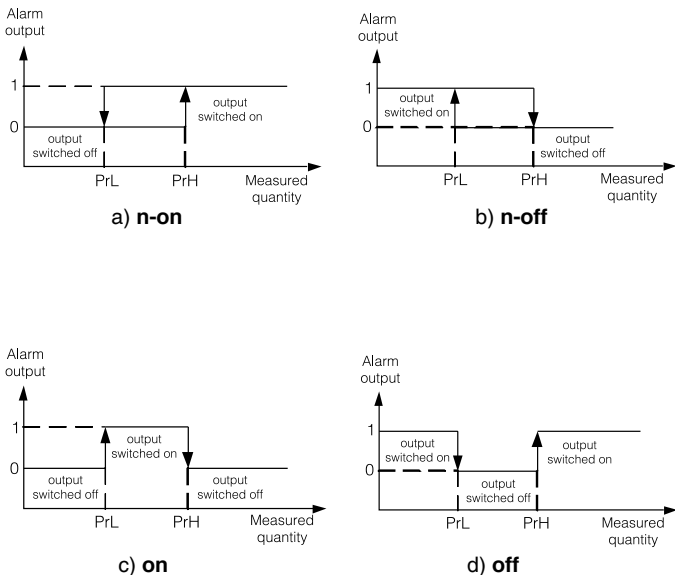 Alarm
output
1
0
output
switched on
output
switched off
PrL
PrH
Measured
quantity
a) n-on
Alarm
output
1
0
output
switched on
output
switched off
PrL
PrH
Measured
quantity
b) n-off
Alarm
output
1
0
output
switched on
output
switched off
output
switched off
PrL
PrH
Measured
quantity
c) on
Alarm
output
1
0
output
switched on
output
switched on
output
switched off
PrL
PrH
Measured
quantity
d) off